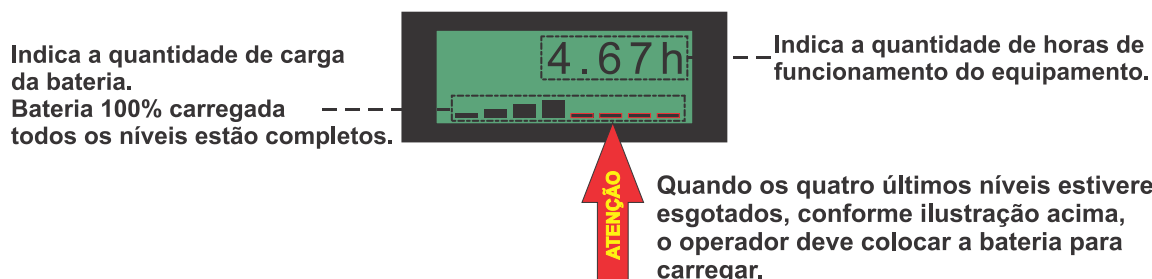 Indica a quantidade de carga
da bateria.
Bateria 100% carregada
todos os níveis estão completos.
4.67h
Indica a quantidade de horas de
funcionamento do equipamento.
ATENÇÃO
Quando os quatro últimos níveis estivere
esgotados, conforme ilustração acima,
o operador deve colocar a bateria para
carregar.